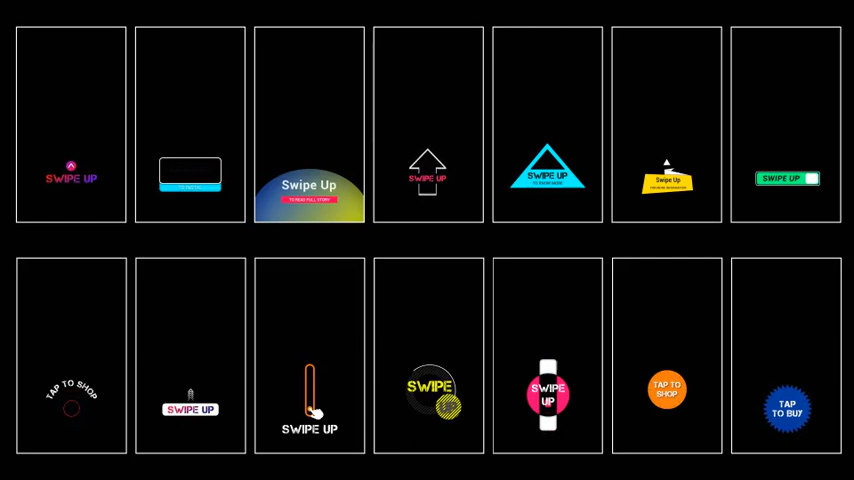 SWIPE UP
Swipe Up
TO READ FULL STORY
SWIPE UP
SWIPE UP
TO KNOW MORE
Swipe Up
SWIPE UP
TAP TO SHOP
SWIPE UP
SWIPE UP
SWIPE
SWIPE
UP
TAP TO
SHOP
TAP
TO BUY